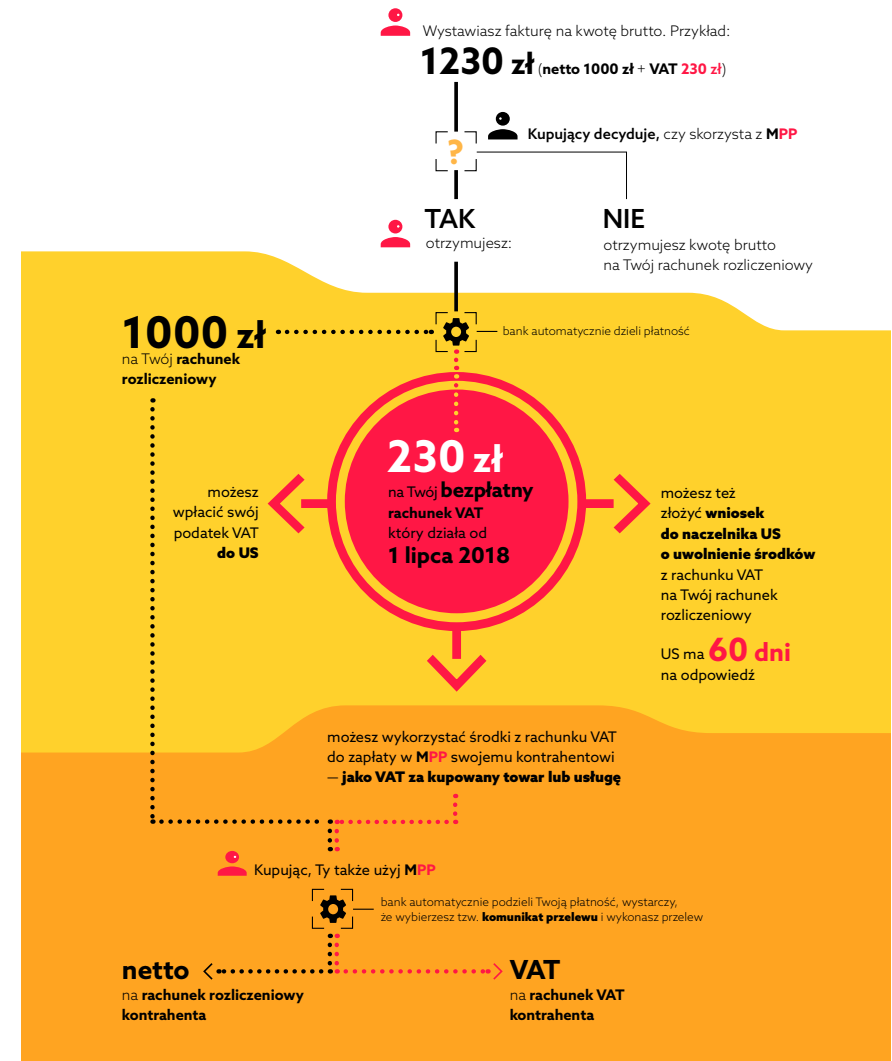 Wystawiasz fakturę na kwotę brutto. Przykład:
1230 zł (netto 1000 zł + VAT 230 zł)
Kupujący decyduje, czy skorzysta z MPP
?
TAK
otrzymujesz:
NIE
otrzymujesz kwotę brutto
na Twój rachunek rozliczeniowy
1000 zł
na Twój rachunek
rozliczeniowy
bank automatycznie dzieli płatność
230 zł
na Twój bezpłatny
rachunek VAT
który działa od
1 lipca 2018
możesz
wpłacić swój
podatek VAT
do US
możesz też
złożyć wniosek
do naczelnika US
o uwolnienie środków
z rachunku VAT
na Twój rachunek
rozliczeniowy
US ma 60 dni
na odpowiedź
możesz wykorzystać środki z rachunku VAT
do zapłaty w MPP swojemu kontrahentowi
– jako VAT za kupowany towar lub usługę
Kupując, Ty także użyj MPP
bank automatycznie podzieli Twoją płatność, wystarczy,
że wybierzesz tzw. komunikat przelewu i wykonasz przelew
netto
na rachunek rozliczeniowy
kontrahenta
VAT
na rachunek VAT
kontrahenta